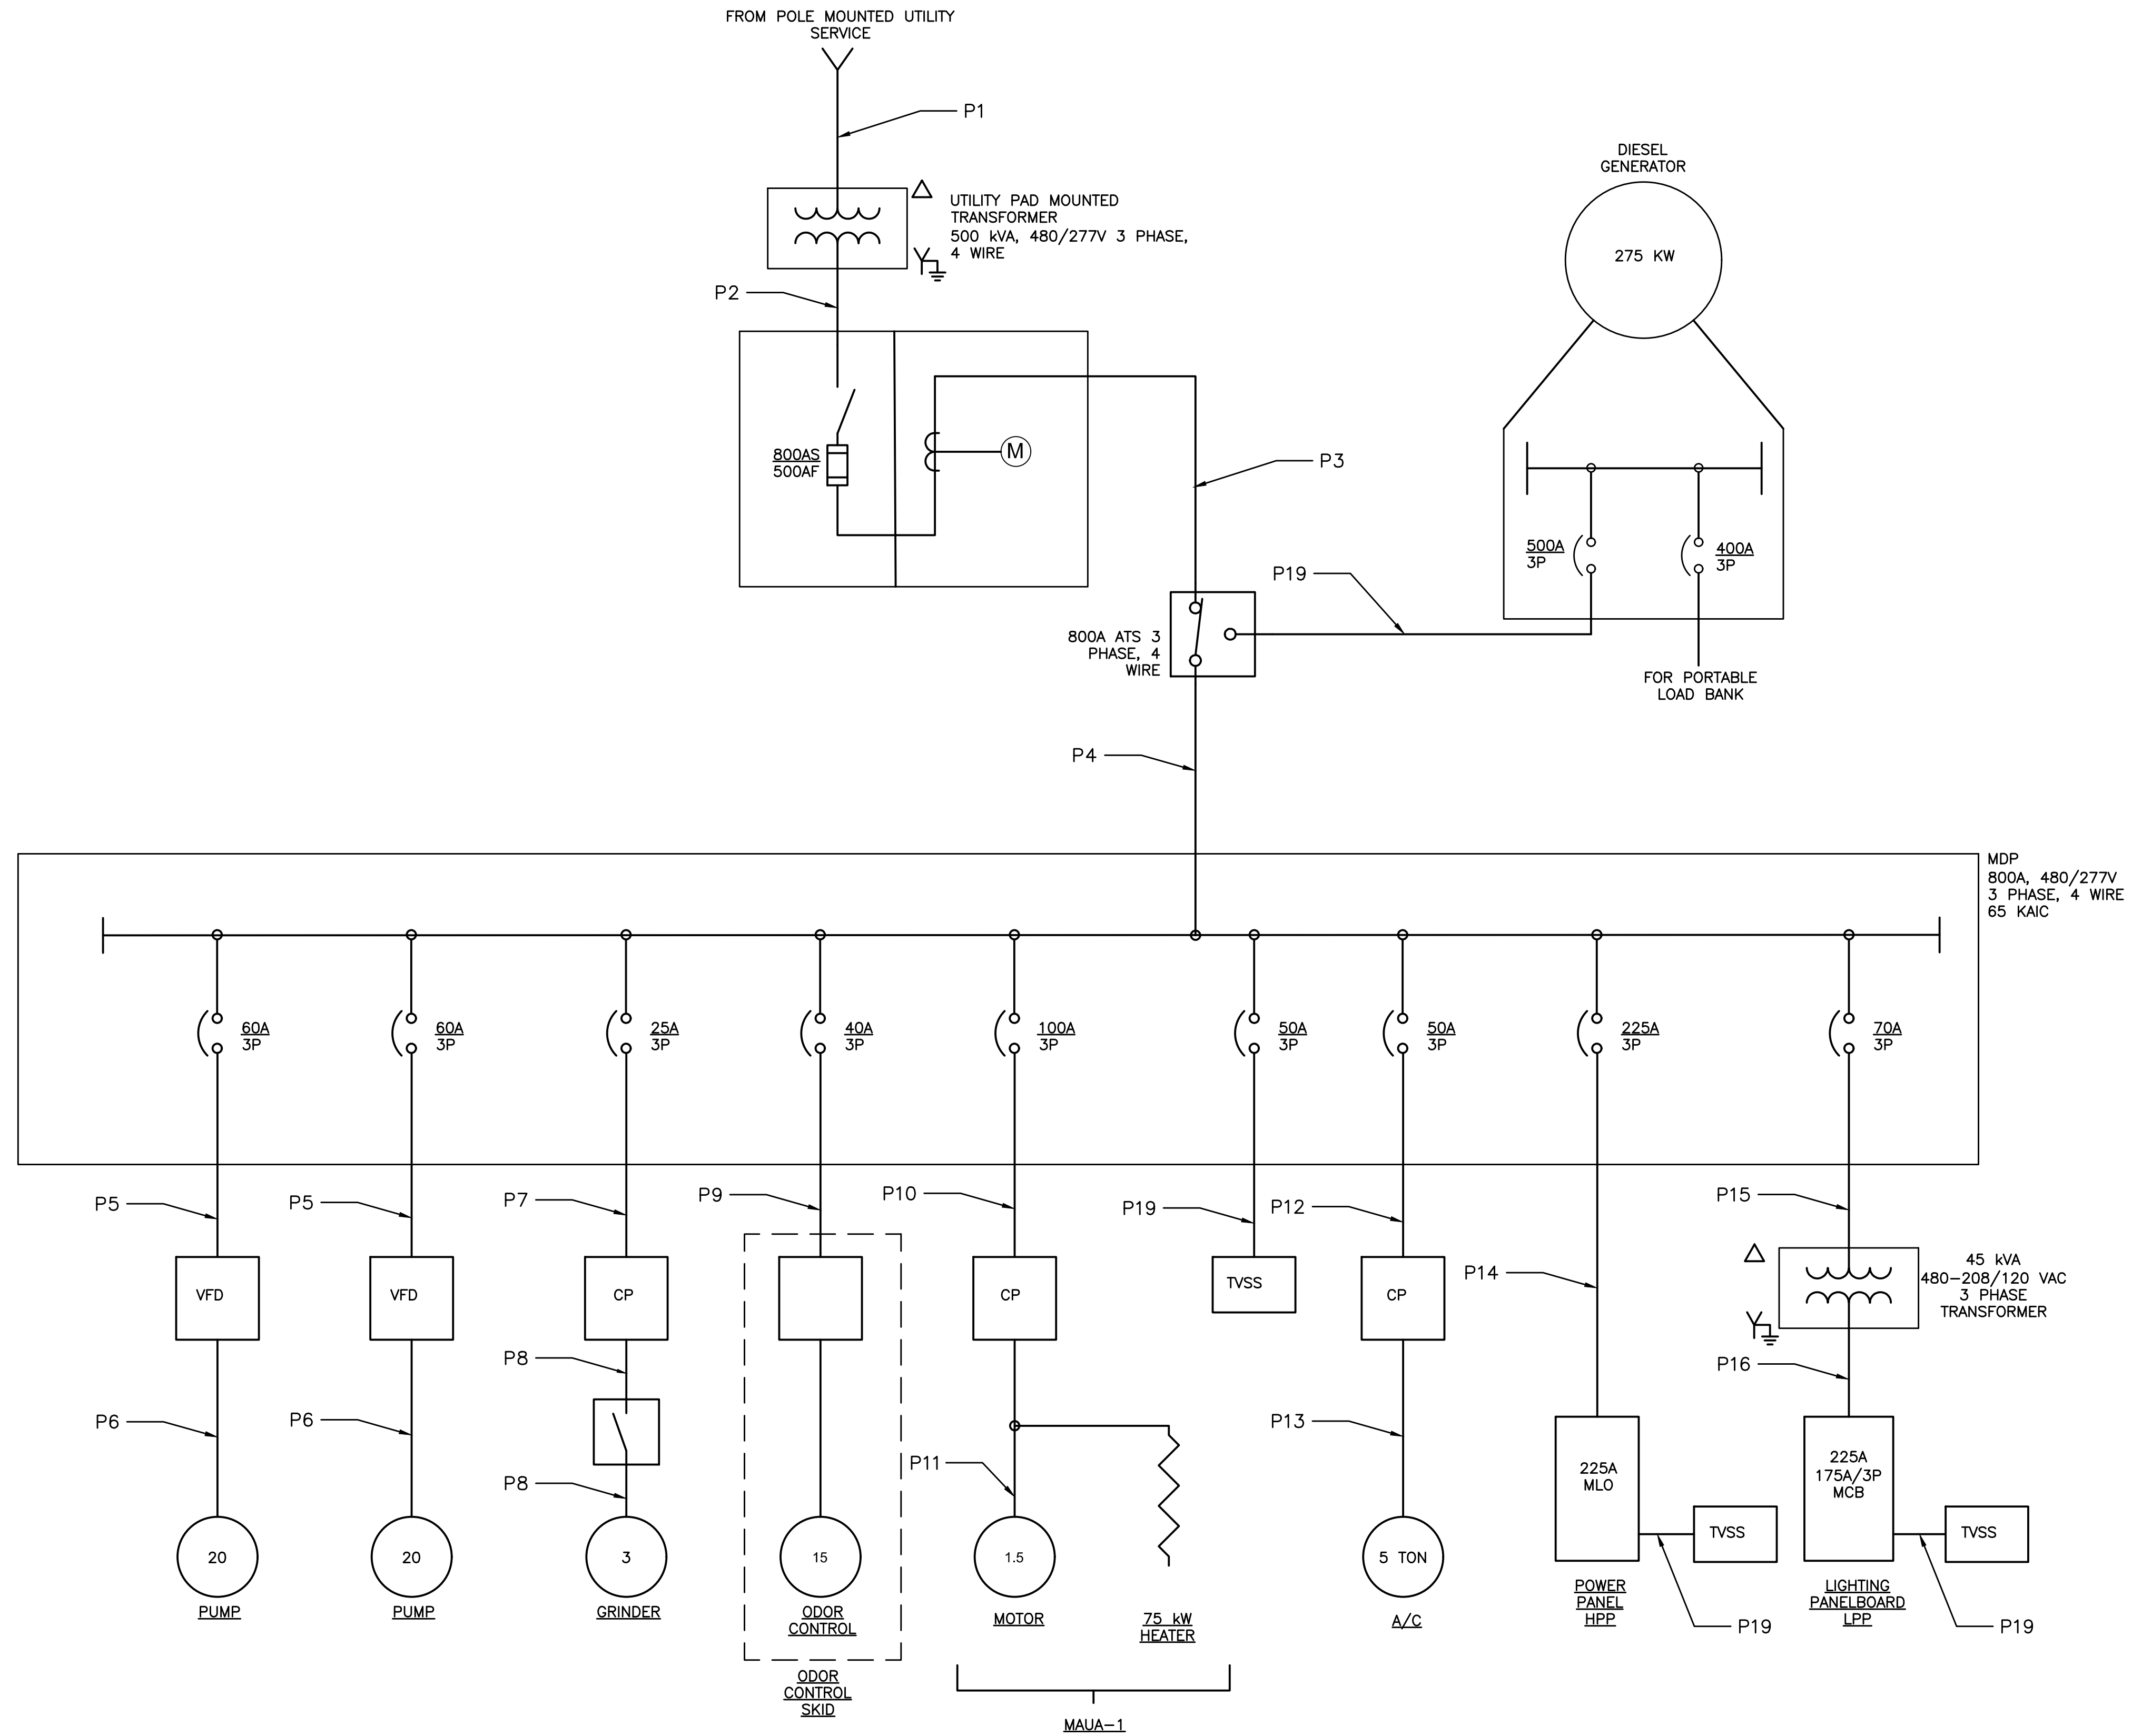 FROM POLE MOUNTED UTILITY
SERVICE
P1
UTILITY PAD MOUNTED
TRANSFORMER
500 kVA, 480/277V 3 PHASE,
4 WIRE
P2
DIESEL
GENERATOR
275 KW
800AS
500AF
M
P3
500A
3P
400A
3P
P19
800A ATS 3
PHASE, 4
WIRE
FOR PORTABLE
LOAD BANK
P4
MDP
800A, 480/277V
3 PHASE, 4 WIRE
65 KAIC
60A
3P
60A
3P
25A
3P
40A
3P
100A
3P
50A
3P
50A
3P
225A
3P
70A
3P
P5
P5
P7
P9
P10
P19
P12
P14
P15
VFD
VFD
CP
CP
TVSS
CP
45 kVA
480-208/120 VAC
3 PHASE
TRANSFORMER
P8
P16
P6
P6
P13
P11
P8
225A
MLO
225A
175A/3P
MCB
TVSS
TVSS
20
20
3
15
1.5
5 TON
PUMP
PUMP
GRINDER
ODOR
CONTROL
MOTOR
75 kW
HEATER
A/C
POWER
PANEL
HPP
P19
LIGHTING
PANELBOARD
LPP
P19
ODOR
CONTROL
SKID
MAUA-1